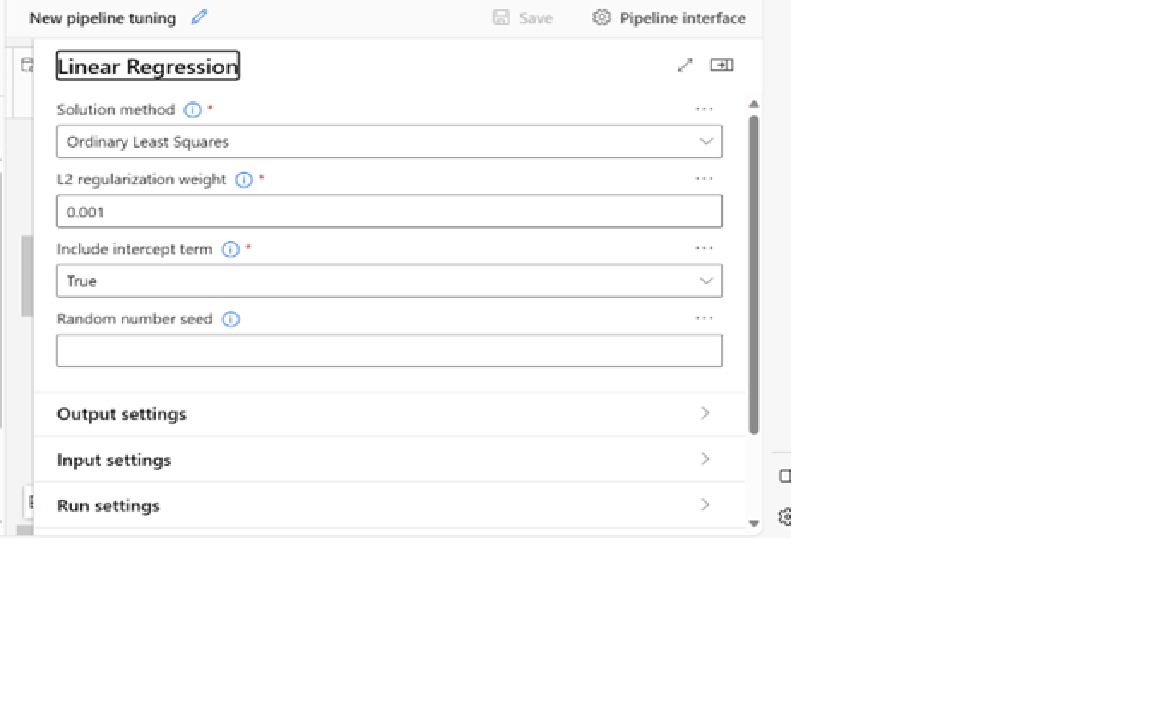 New pipeline tuning Save Pipeline interface
Linear Regression
Solution method *
Ordinary Least Squares
L2 regularization weight *
0.001
Include intercept term *
True
Random number seed
Output settings
Input settings
Run settings